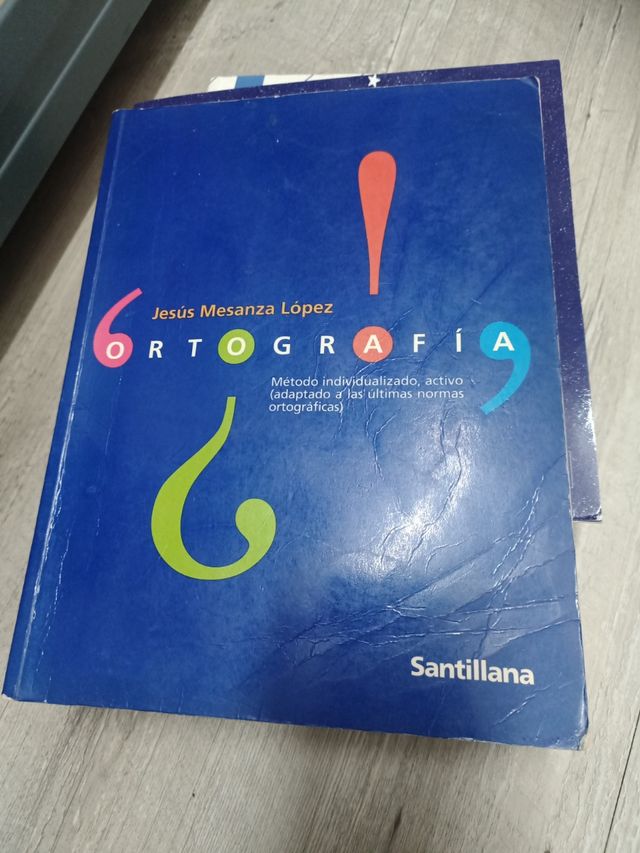 Jesús Mesanza López
ORTOGRAFÍA
Método individualizado, activo
(adaptado a las últimas normas
ortográficas)
Santillana